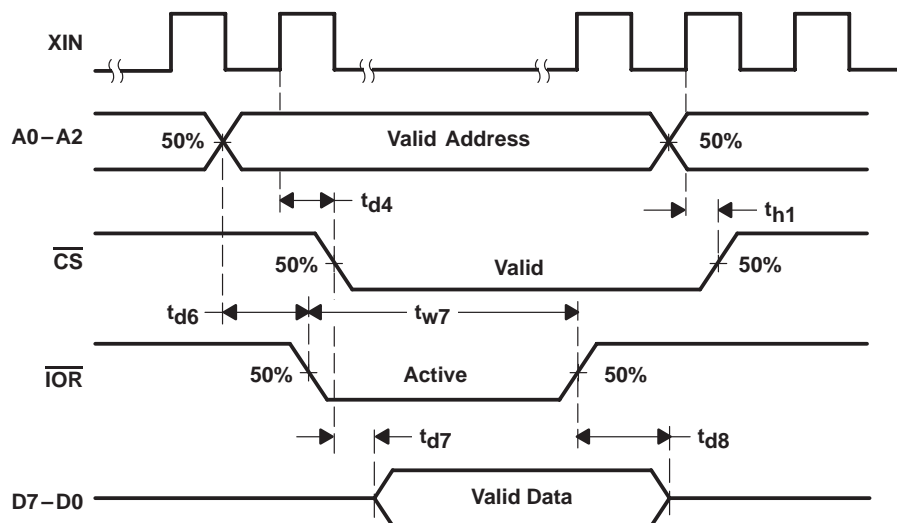 XIN
A0–A2
50%
Valid Address
50%
td4
th1
CS
50%
Valid
50%
td6
tw7
IOR
50%
Active
50%
td7
td8
D7–D0
Valid Data